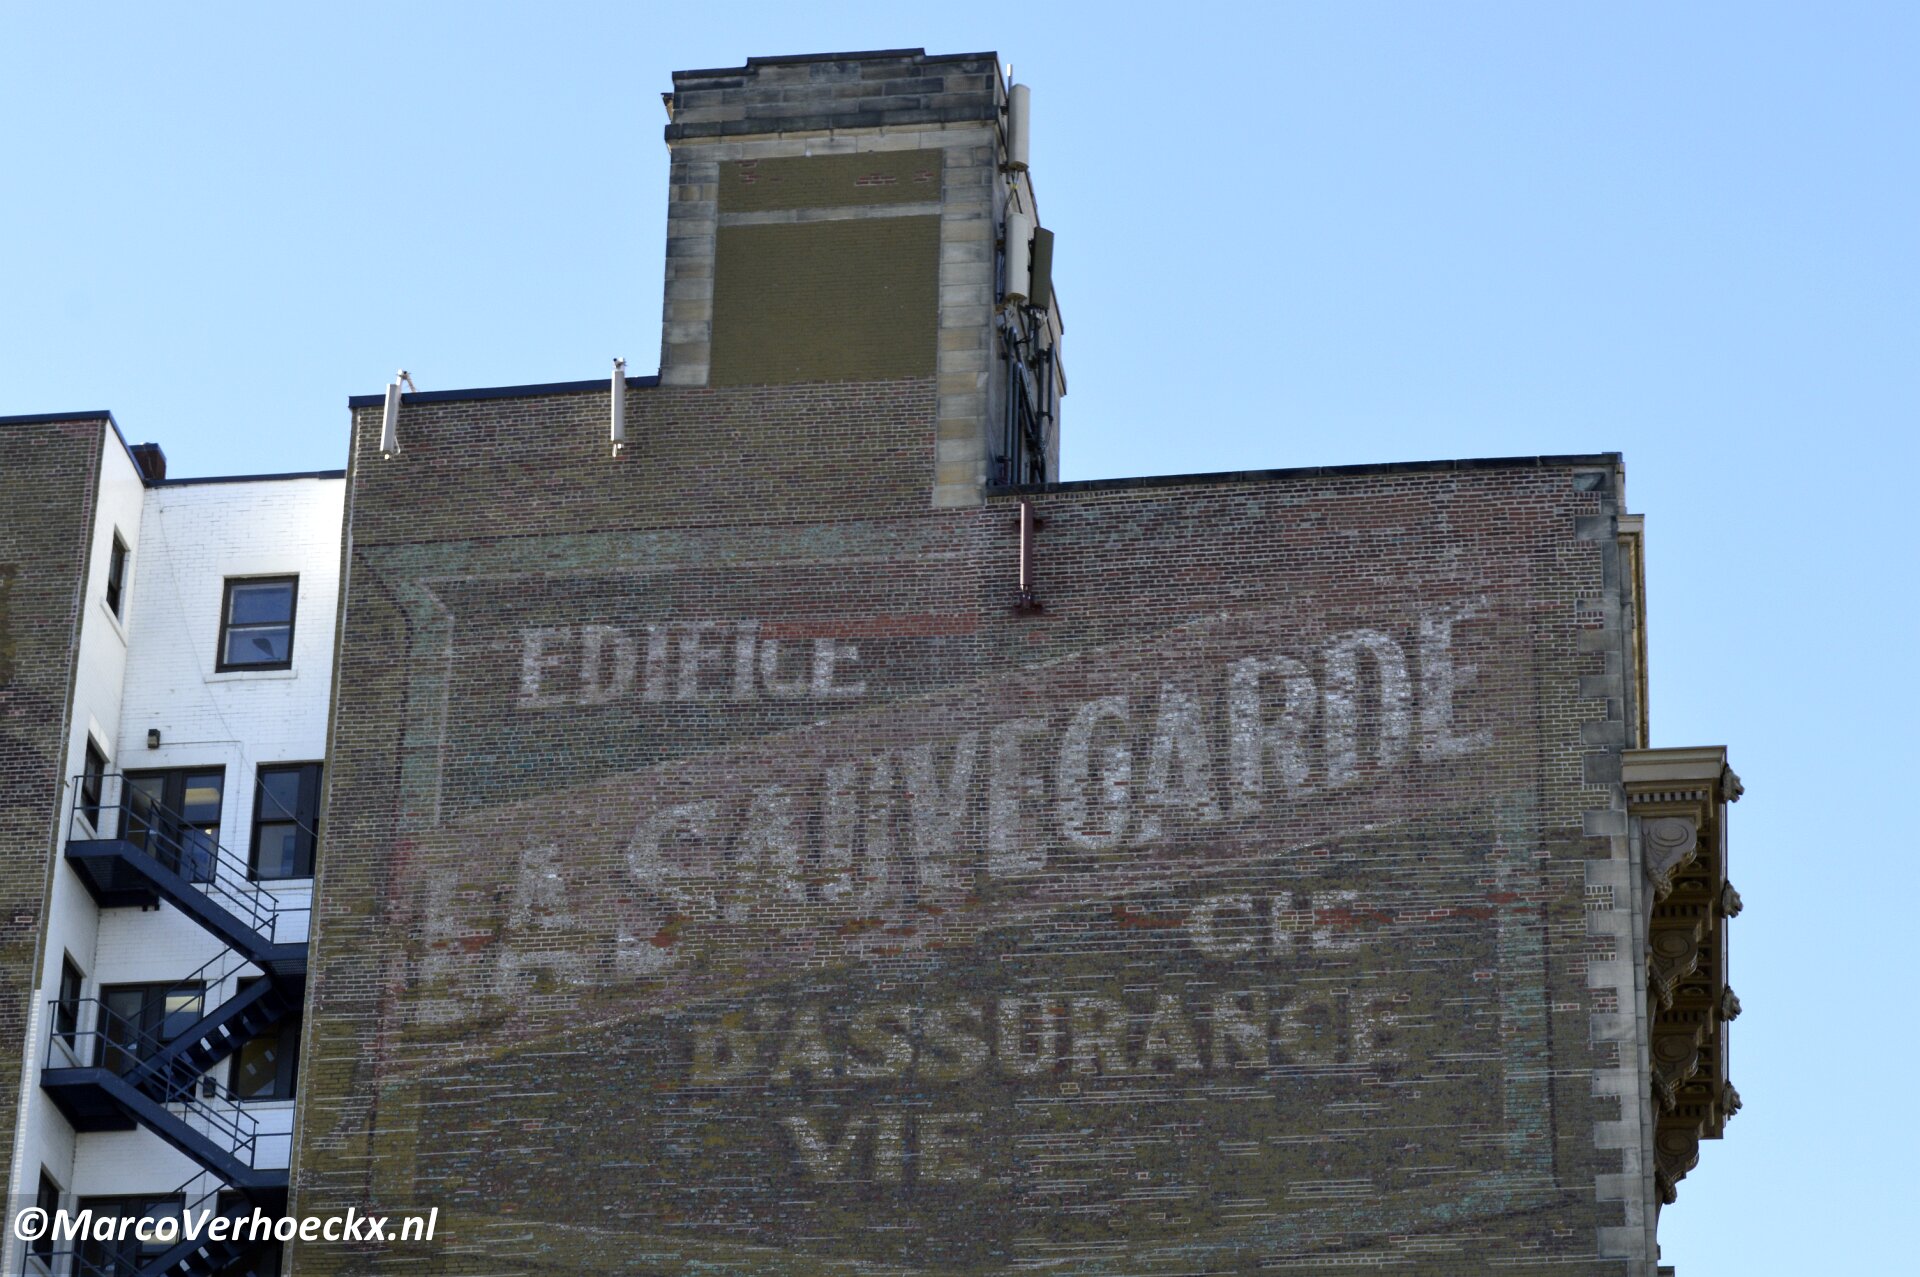 EDIFICE
LA SAUVEGARDE
CIE
D'ASSURANCE
VIE
©MarcoVerhoeckx.nl